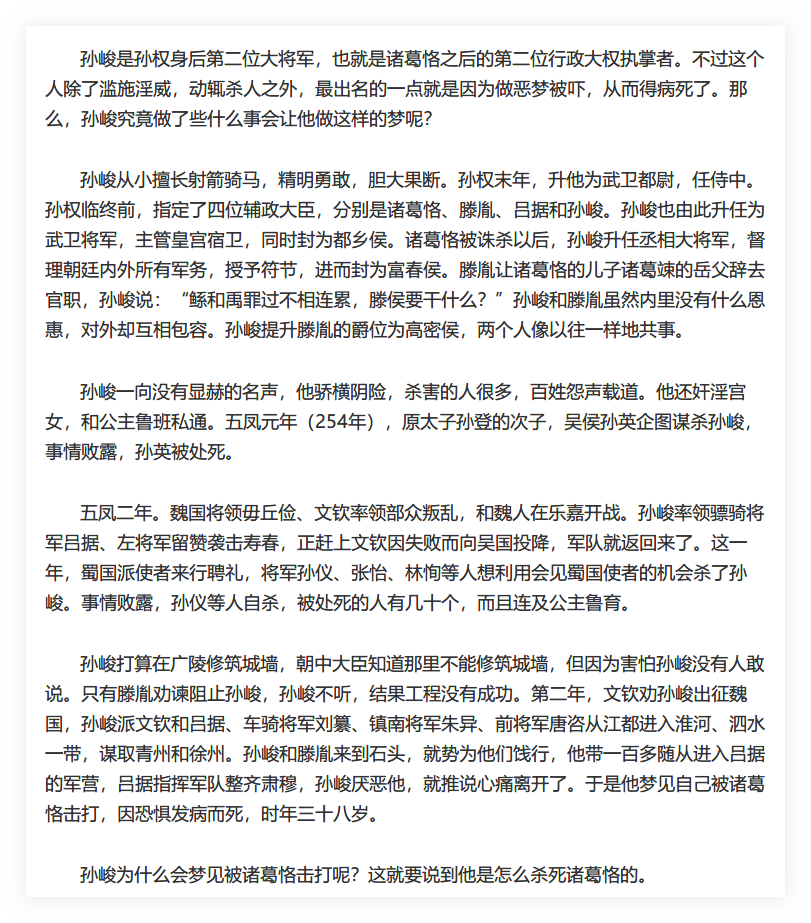 孙峻是孙权身后第二位大将军，也就是诸葛恪之后的第二位行政大权执掌者。不过这个
人除了滥施淫威，动辄杀人之外，最出名的一点就是因为做恶梦被吓，从而得病死了。那
么，孙峻究竟做了些什么事会让他做这样的梦呢？
孙峻从小擅长射箭骑马，精明勇敢，胆大果断。孙权末年，升他为武卫都尉，任侍中。
孙权临终前，指定了四位辅政大臣，分别是诸葛恪、滕胤、吕据和孙峻。孙峻也由此升任为
武卫将军，主管皇宫宿卫，同时封为都乡侯。诸葛恪被诛杀以后，孙峻升任丞相大将军，督
理朝廷内外所有军务，授予符节，进而封为富春侯。滕胤让诸葛恪的儿子诸葛竦的岳父辞去
官职，孙峻说：“鲧和禹罪过不相连累，滕侯要干什么？”孙峻和滕胤虽然内里没有什么恩
惠，对外却互相包容。孙峻提升滕胤的爵位为高密侯，两个人像以往一样地共事。
孙峻一向没有显赫的名声，他骄横阴险，杀害的人很多，百姓怨声载道。他还奸淫宫
女，和公主鲁班私通。五凤元年（254年），原太子孙登的次子，吴侯孙英企图谋杀孙峻，
事情败露，孙英被处死。
五凤二年。魏国将领毋丘俭、文钦率领部众叛乱，和魏人在乐嘉开战。孙峻率领骠骑将
军吕据、左将军留赞袭击寿春，正赶上文钦因失败而向吴国投降，军队就返回来了。这一
年，蜀国派使者来行聘礼，将军孙仪、张怡、林恂等人想利用会见蜀国使者的机会杀了孙
峻。事情败露，孙仪等人自杀，被处死的人有几十个，而且连及公主鲁育。
孙峻打算在广陵修筑城墙，朝中大臣知道那里不能修筑城墙，但因为害怕孙峻没有人敢
说。只有滕胤劝谏阻止孙峻，孙峻不听，结果工程没有成功。第二年，文钦劝孙峻出征魏
国，孙峻派文钦和吕据、车骑将军刘纂、镇南将军朱异、前将军唐咨从江都进入淮河、泗水
一带，谋取青州和徐州。孙峻和滕胤来到石头，就势为他们饯行，他带一百多随从进入吕据
的军营，吕据指挥军队整齐肃穆，孙峻厌恶他，就推说心痛离开了。于是他梦见自己被诸葛
恪击打，因恐惧发病而死，时年三十八岁。
孙峻为什么会梦见被诸葛恪击打呢？这就要说到他是怎么杀死诸葛恪的。